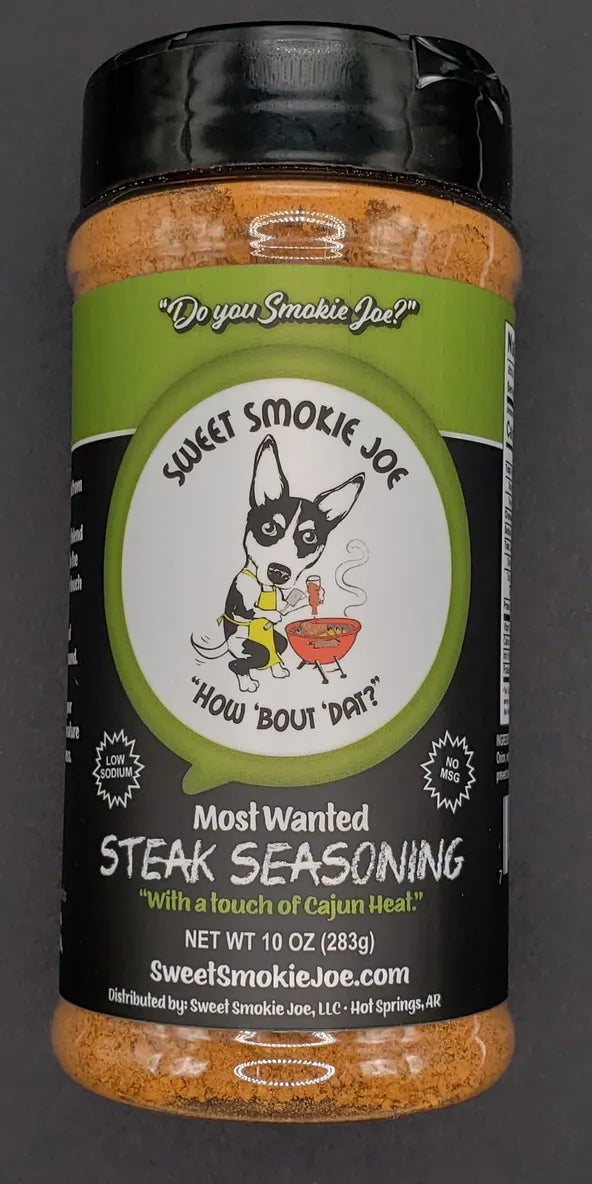 "Do you Smokie Joe?"
SWEET SMOKIE JOE
"HOW 'BOUT 'DAT?"
LOW
SODIUM
NO
MSG
Most Wanted
STEAK SEASONING
"With a touch of Cajun Heat."
NET WT 10 OZ (283g)
SweetSmokieJoe.com
Distributed by: Sweet Smokie Joe, LLC · Hot Springs, AR